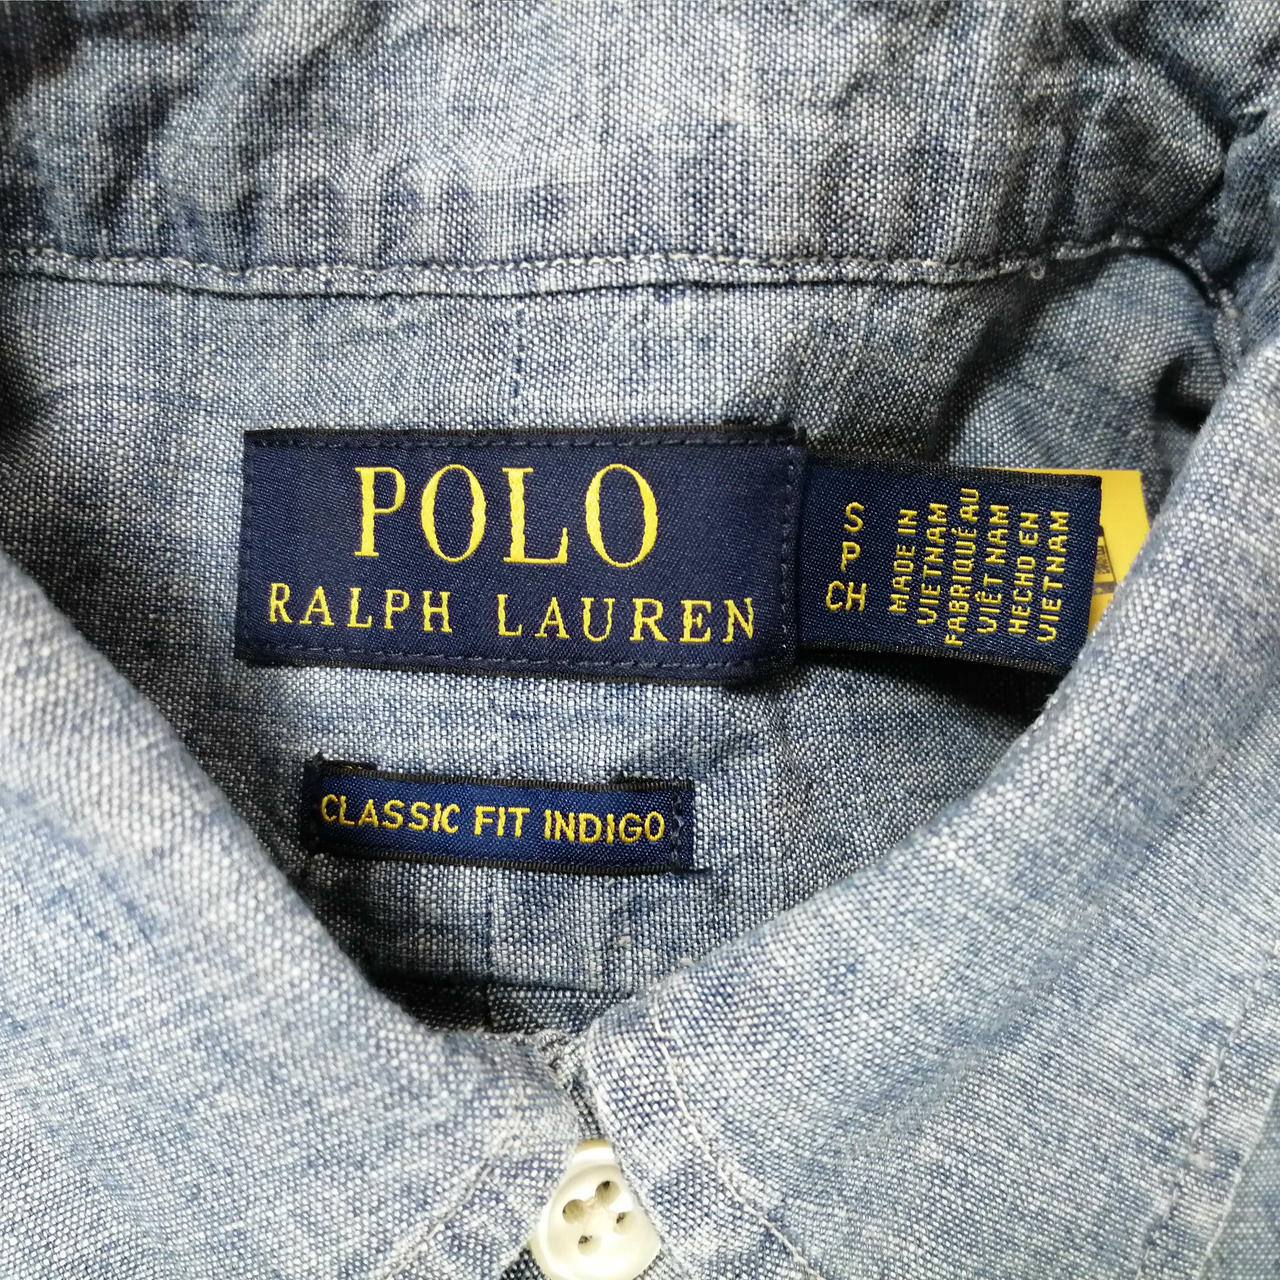 POLO
RALPH LAUREN
S
P
CH
MADE IN
VIETNAM
FABRIQUÉ AU
VIÊT NAM
HECHO EN
VIETNAM
CLASSIC FIT INDIGO